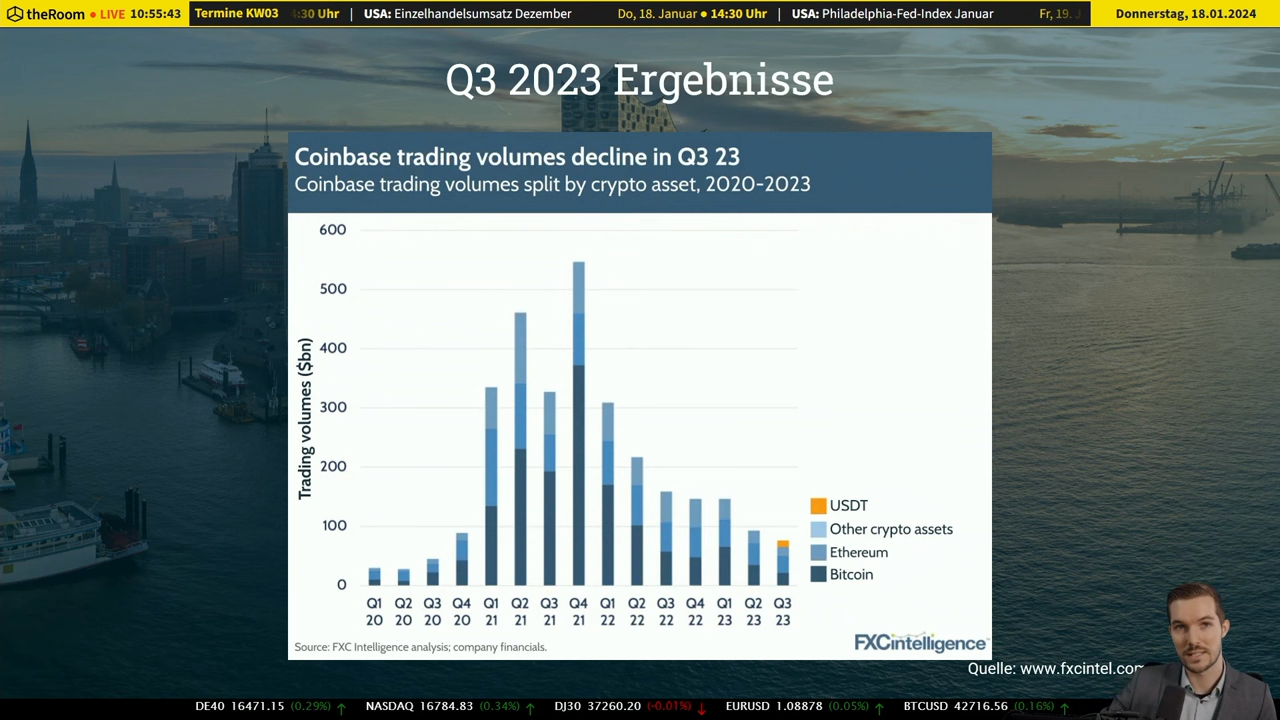 theRoom ● LIVE 10:55:43
Termine KW03 :30 Uhr | USA: Einzelhandelsumsatz Dezember Do, 18. Januar ● 14:30 Uhr | USA: Philadelphia-Fed-Index Januar Fr, 19.
Donnerstag, 18.01.2024
Q3 2023 Ergebnisse
Coinbase trading volumes decline in Q3 23
Coinbase trading volumes split by crypto asset, 2020-2023
Trading volumes ($bn)
600
500
400
300
200
100
0
Q1 Q2 Q3 Q4 Q1 Q2 Q3 Q4 Q1 Q2 Q3 Q4 Q1 Q2 Q3
20 20 20 20 21 21 21 21 22 22 22 22 23 23 23
USDT
Other crypto assets
Ethereum
Bitcoin
Source: FXC Intelligence analysis; company financials.
FXCintelligence
Quelle: www.fxcintel.com
DE40 16471.15 (0.29%) ↑ NASDAQ 16784.83 (0.34%) ↑ DJ30 37260.20 (-0.01%) ↓ EURUSD 1.08878 (0.05%) ↑ BTCUSD 42716.56 (0.16%) ↑